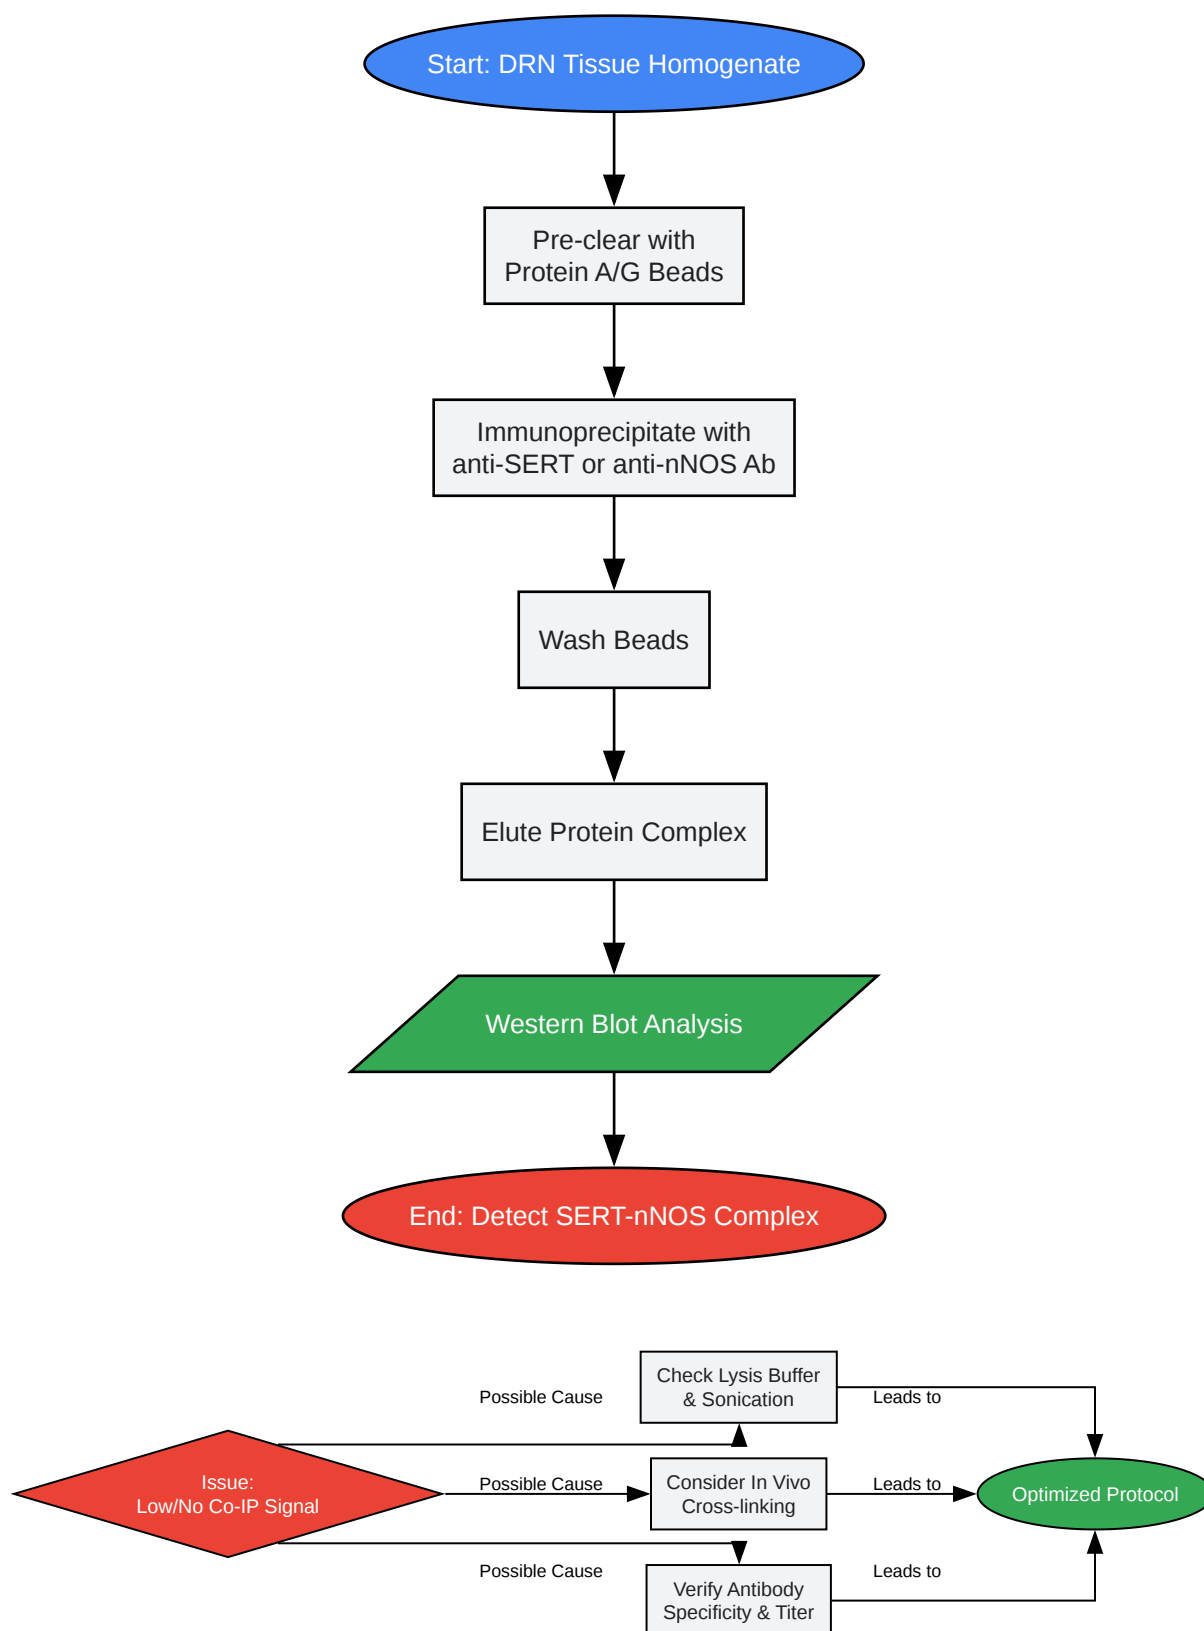 Start: DRN Tissue Homogenate
Pre-clear with
Protein A/G Beads
Immunoprecipitate with
anti-SERT or anti-nNOS Ab
Wash Beads
Elute Protein Complex
Western Blot Analysis
End: Detect SERT-nNOS Complex
Issue:
Low/No Co-IP Signal
Possible Cause
Check Lysis Buffer
& Sonication
Leads to
Possible Cause
Consider In Vivo
Cross-linking
Leads to
Optimized Protocol
Possible Cause
Verify Antibody
Specificity & Titer
Leads to